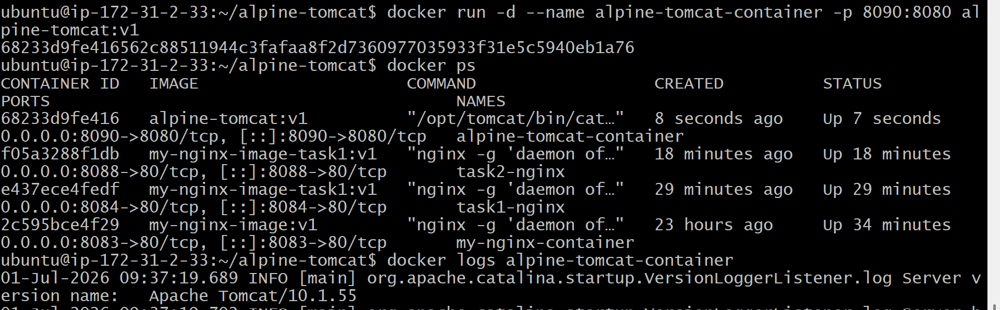 ubuntu@ip-172-31-2-33:~/alpine-tomcat$ docker run -d --name alpine-tomcat-container -p 8090:8080 al
pine-tomcat:v1
68233d9fe416562c88511944c3fafaa8f2d7360977035933f31e5c5940eb1a76
ubuntu@ip-172-31-2-33:~/alpine-tomcat$ docker ps
CONTAINER ID   IMAGE                     COMMAND                  CREATED          STATUS
PORTS                                         NAMES
68233d9fe416   alpine-tomcat:v1          "/opt/tomcat/bin/cat…"   8 seconds ago    Up 7 seconds
0.0.0.0:8090->8080/tcp, [::]:8090->8080/tcp   alpine-tomcat-container
f05a3288f1db   my-nginx-image-task1:v1   "nginx -g 'daemon of…"   18 minutes ago   Up 18 minutes
0.0.0.0:8088->80/tcp, [::]:8088->80/tcp       task2-nginx
e437ece4fedf   my-nginx-image-task1:v1   "nginx -g 'daemon of…"   29 minutes ago   Up 29 minutes
0.0.0.0:8084->80/tcp, [::]:8084->80/tcp       task1-nginx
2c595bce4f29   my-nginx-image:v1         "nginx -g 'daemon of…"   23 hours ago     Up 34 minutes
0.0.0.0:8083->80/tcp, [::]:8083->80/tcp       my-nginx-container
ubuntu@ip-172-31-2-33:~/alpine-tomcat$ docker logs alpine-tomcat-container
01-Jul-2026 09:37:19.689 INFO [main] org.apache.catalina.startup.VersionLoggerListener.log Server v
ersion name:   Apache Tomcat/10.1.55